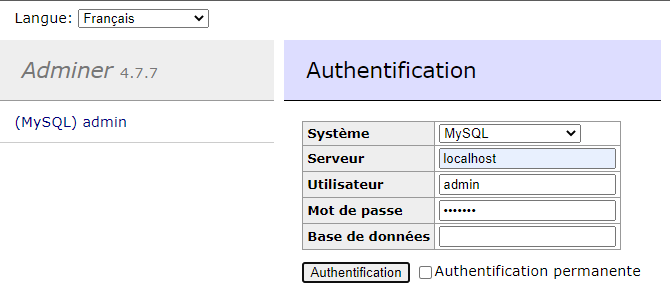 Langue: Français
Adminer 4.7.7
Authentification
(MySQL) admin
Système MySQL
Serveur localhost
Utilisateur admin
Mot de passe •••••••
Base de données
Authentification Authentification permanente